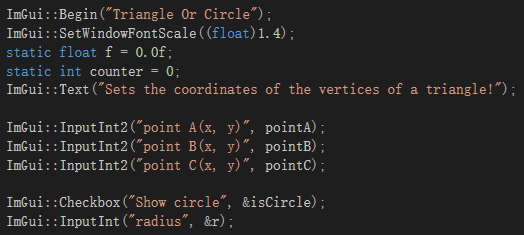 ImGui::Begin("Triangle Or Circle");
ImGui::SetWindowFontScale((float)1.4);
static float f = 0.0f;
static int counter = 0;
ImGui::Text("Sets the coordinates of the vertices of a triangle!");
ImGui::InputInt2("point A(x, y)", pointA);
ImGui::InputInt2("point B(x, y)", pointB);
ImGui::InputInt2("point C(x, y)", pointC);
ImGui::Checkbox("Show circle", &isCircle);
ImGui::InputInt("radius", &r);